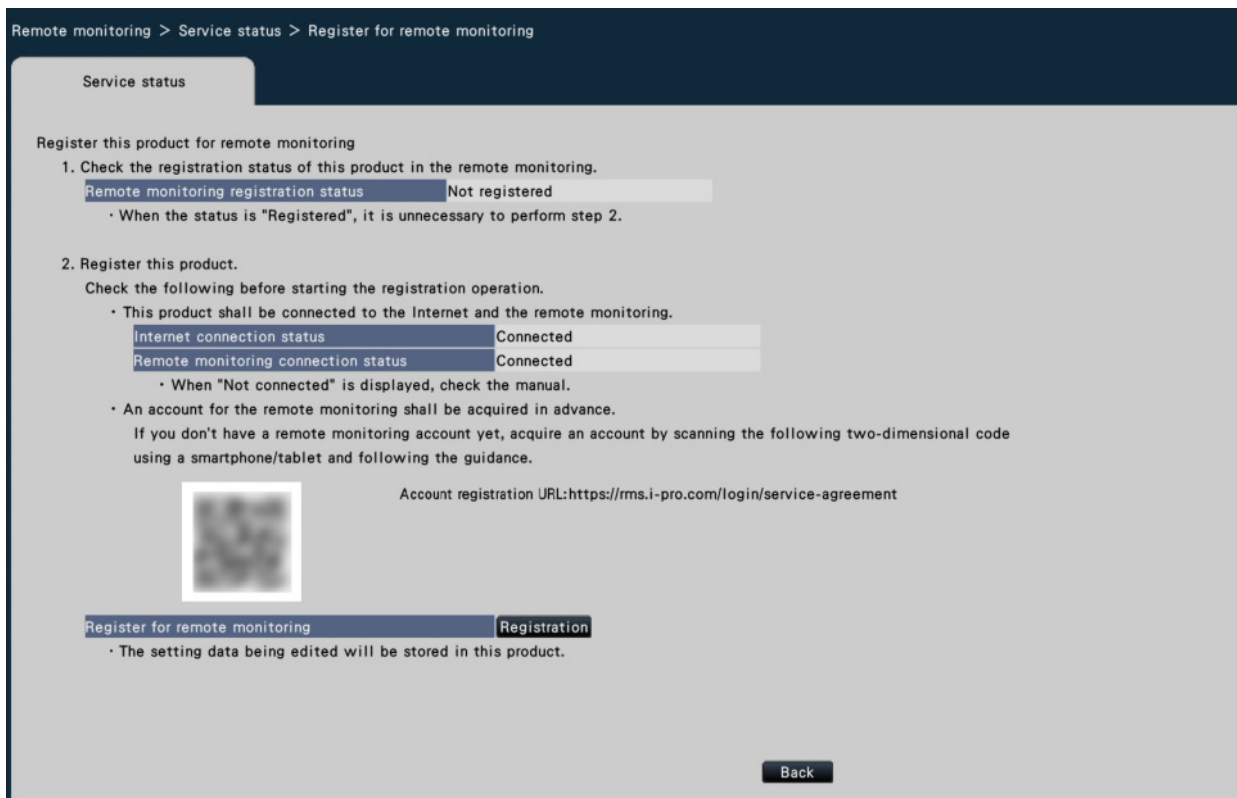 Remote monitoring > Service status > Register for remote monitoring
Service status
Register this product for remote monitoring
1. Check the registration status of this product in the remote monitoring.
Remote monitoring registration status Not registered
・When the status is "Registered", it is unnecessary to perform step 2.
2. Register this product.
Check the following before starting the registration operation.
・This product shall be connected to the Internet and the remote monitoring.
Internet connection status Connected
Remote monitoring connection status Connected
・When "Not connected" is displayed, check the manual.
・An account for the remote monitoring shall be acquired in advance.
If you don't have a remote monitoring account yet, acquire an account by scanning the following two-dimensional code
using a smartphone/tablet and following the guidance.
Account registration URL:https://rms.i-pro.com/login/service-agreement
Register for remote monitoring Registration
・The setting data being edited will be stored in this product.
Back